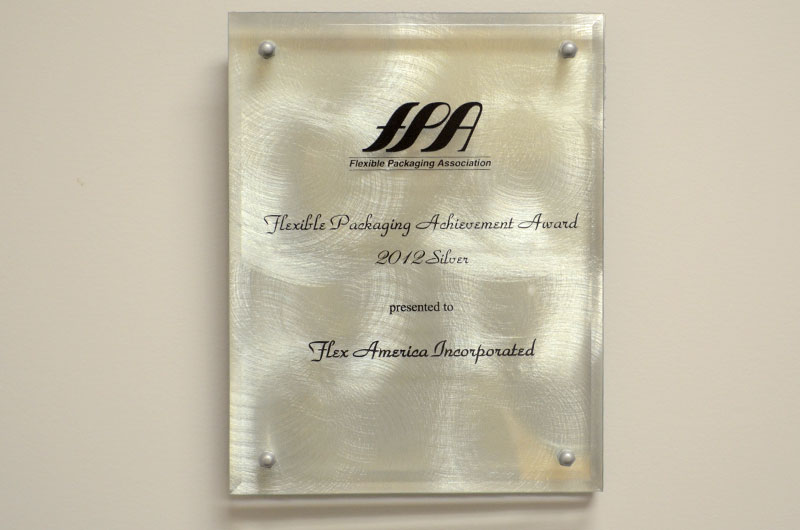 FPA
Flexible Packaging Association
Flexible Packaging Achievement Award
2012 Silver
presented to
Flex America Incorporated